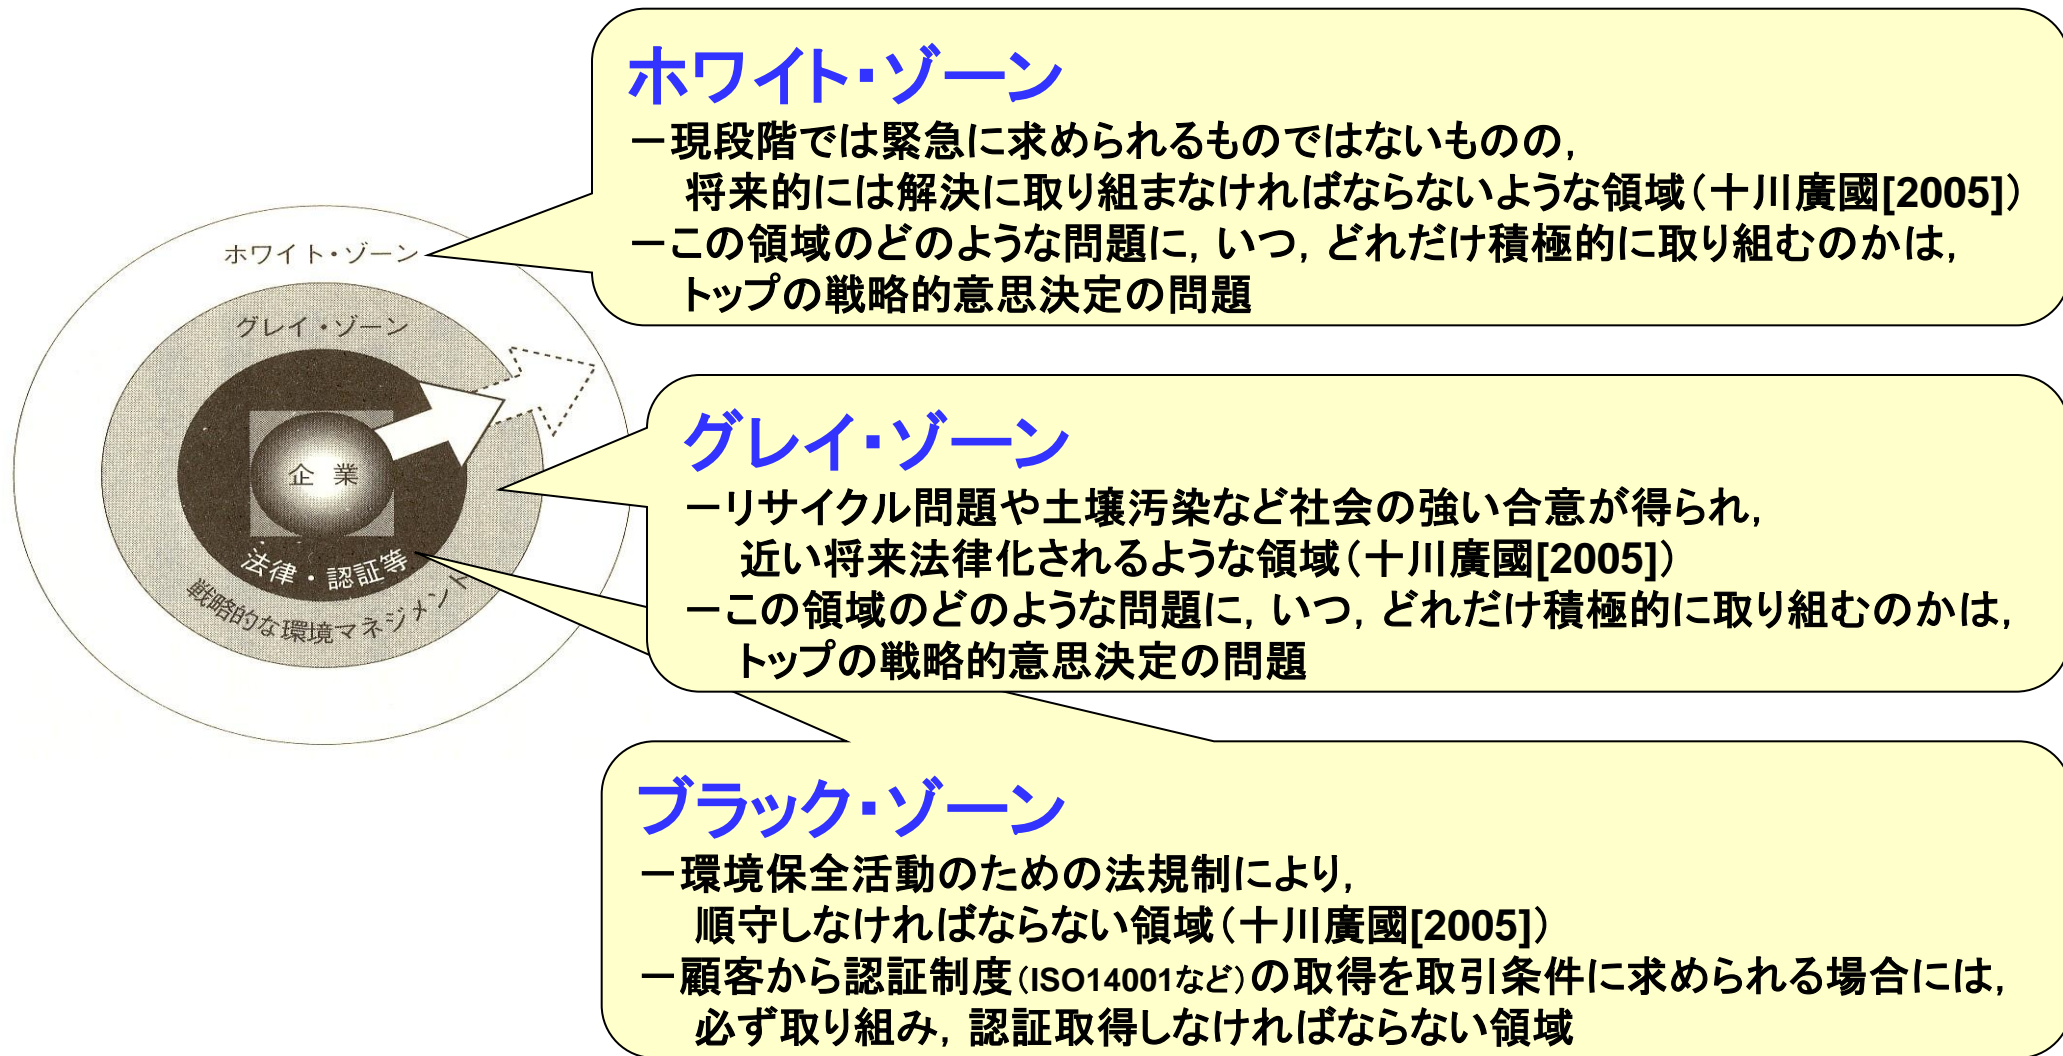 ホワイト・ゾーン
－現段階では緊急に求められるものではないものの，
将来的には解決に取り組まなければならないような領域（十川廣國[2005]）
－この領域のどのような問題に，いつ，どれだけ積極的に取り組むのかは，
トップの戦略的意思決定の問題
ホワイト・ゾーン
グレイ・ゾーン
企 業
法律・認証等
戦略的な環境マネジメント
グレイ・ゾーン
－リサイクル問題や土壌汚染など社会の強い合意が得られ，
近い将来法律化されるような領域（十川廣國[2005]）
－この領域のどのような問題に，いつ，どれだけ積極的に取り組むのかは，
トップの戦略的意思決定の問題
ブラック・ゾーン
－環境保全活動のための法規制により，
順守しなければならない領域（十川廣國[2005]）
－顧客から認証制度（ISO14001など）の取得を取引条件に求められる場合には，
必ず取り組み，認証取得しなければならない領域